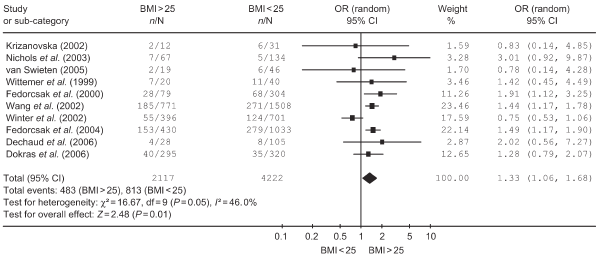 Study BMI>25 BMI<25 OR (random) Weight OR (random)
or sub-category n/N n/N 95% CI % 95% CI
Krizanovska (2002) 2/12 6/31 1.59 0.83 (0.14, 4.85)
Nichols et al. (2003) 7/67 5/134 3.28 3.01 (0.92, 9.87)
van Swieten (2005) 2/19 6/46 1.70 0.78 (0.14, 4.28)
Wittemer (1999) 7/20 11/40 3.46 1.42 (0.45, 4.49)
Fedorcsak et al. (2000) 28/79 68/304 11.26 1.91 (1.12, 3.25)
Wang et al. (2002) 185/771 271/1508 23.46 1.44 (1.17, 1.78)
Winter et al. (2002) 55/396 124/701 17.59 0.75 (0.53, 1.06)
Fedorcsak et al. (2004) 153/430 279/1033 22.14 1.49 (1.17, 1.90)
Dechaud et al. (2006) 4/28 8/105 2.87 2.02 (0.56, 7.27)
Dokras et al. (2006) 40/295 35/320 12.65 1.28 (0.79, 2.07)
Total (95% CI) 2117 4222 100.00 1.33 (1.06, 1.68)
Total events: 483 (BMI>25), 813 (BMI<25)
Test for heterogeneity: χ²=16.67, df=9 (P=0.05), I²=46.0%
Test for overall effect: Z=2.48 (P=0.01)
0.1 0.2 0.5 1 2 5 10
BMI<25 BMI>25